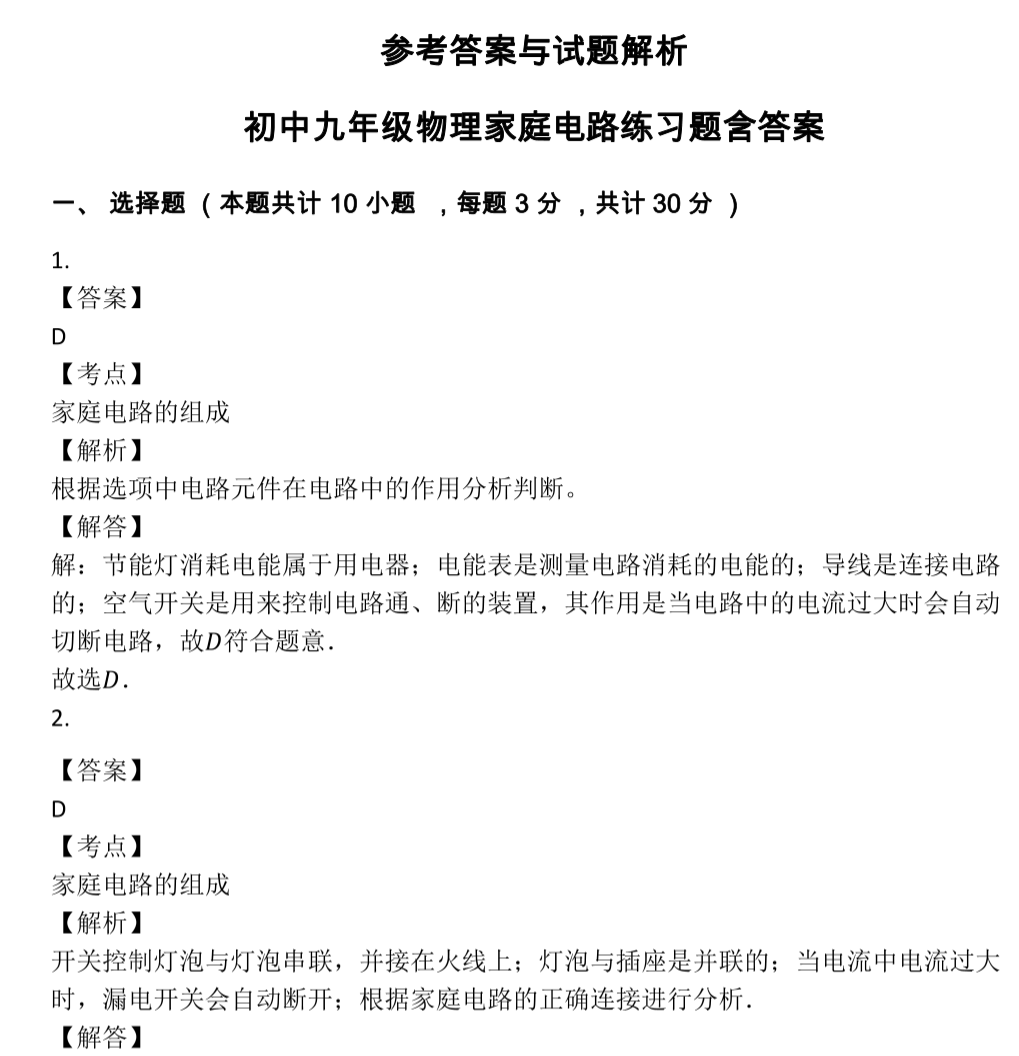 参考答案与试题解析
初中九年级物理家庭电路练习题含答案
一、 选择题 （本题共计 10 小题 ，每题 3 分 ，共计 30 分 ）
1.
【答案】
D
【考点】
家庭电路的组成
【解析】
根据选项中电路元件在电路中的作用分析判断。
【解答】
解：节能灯消耗电能属于用电器；电能表是测量电路消耗的电能的；导线是连接电路
的；空气开关是用来控制电路通、断的装置，其作用是当电路中的电流过大时会自动
切断电路，故D符合题意．
故选D．
2.
【答案】
D
【考点】
家庭电路的组成
【解析】
开关控制灯泡与灯泡串联，并接在火线上；灯泡与插座是并联的；当电流中电流过大
时，漏电开关会自动断开；根据家庭电路的正确连接进行分析．
【解答】